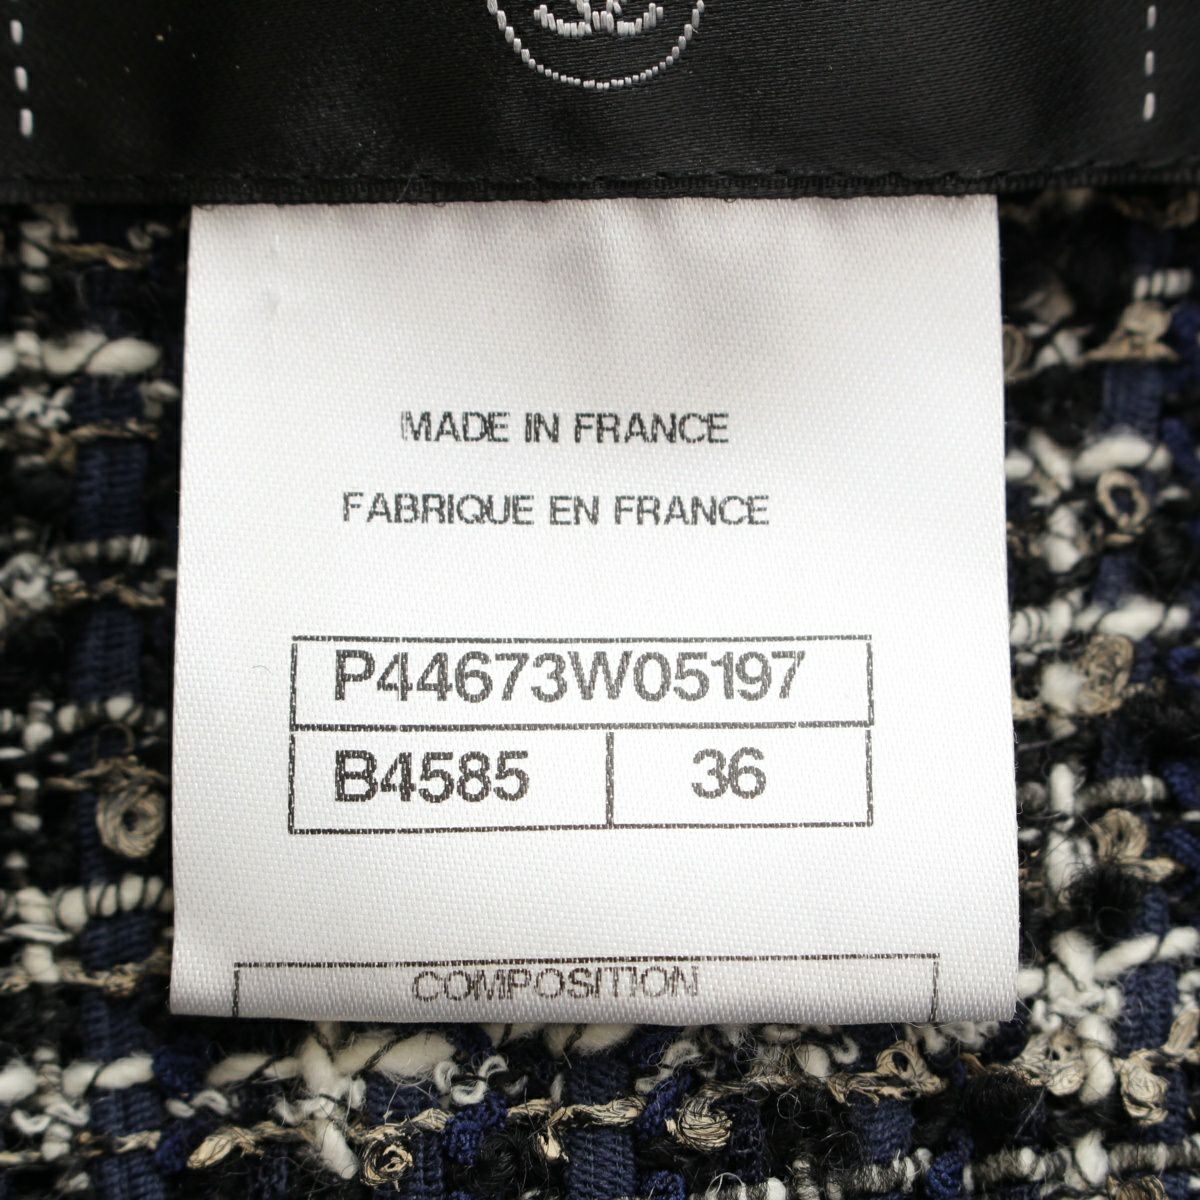 MADE IN FRANCE
FABRIQUE EN FRANCE
P44673W05197
B4585 36
COMPOSITION